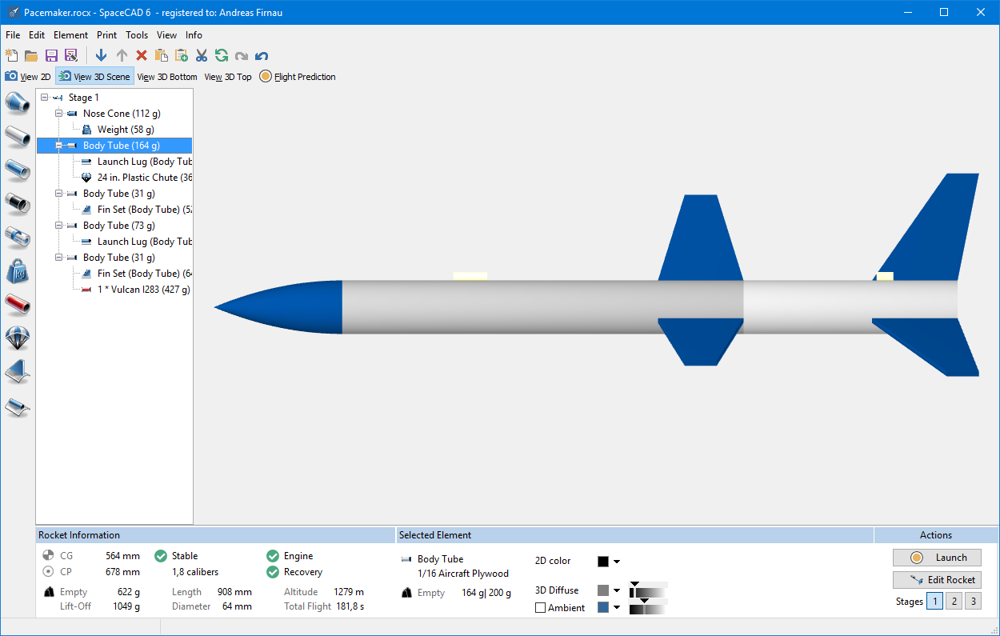 Pacemaker.rocx - SpaceCAD 6 - registered to: Andreas Firnau
File Edit Element Print Tools View Info
View 2D View 3D Scene View 3D Bottom View 3D Top Flight Prediction
Stage 1
Nose Cone (112 g)
Weight (58 g)
Body Tube (164 g)
Launch Lug (Body Tub
24 in. Plastic Chute (36
Body Tube (31 g)
Fin Set (Body Tube) (52
Body Tube (73 g)
Launch Lug (Body Tub
Body Tube (31 g)
Fin Set (Body Tube) (64
1 * Vulcan I283 (427 g)
kg
Rocket Information
CG 564 mm Stable Engine
CP 678 mm 1,8 calibers Recovery
Empty 622 g Length 908 mm Altitude 1279 m
Lift-Off 1049 g Diameter 64 mm Total Flight 181,8 s
Selected Element
Body Tube 2D color
1/16 Aircraft Plywood
Empty 164 g| 200 g 3D Diffuse
Ambient
Actions
Launch
Edit Rocket
Stages 1 2 3